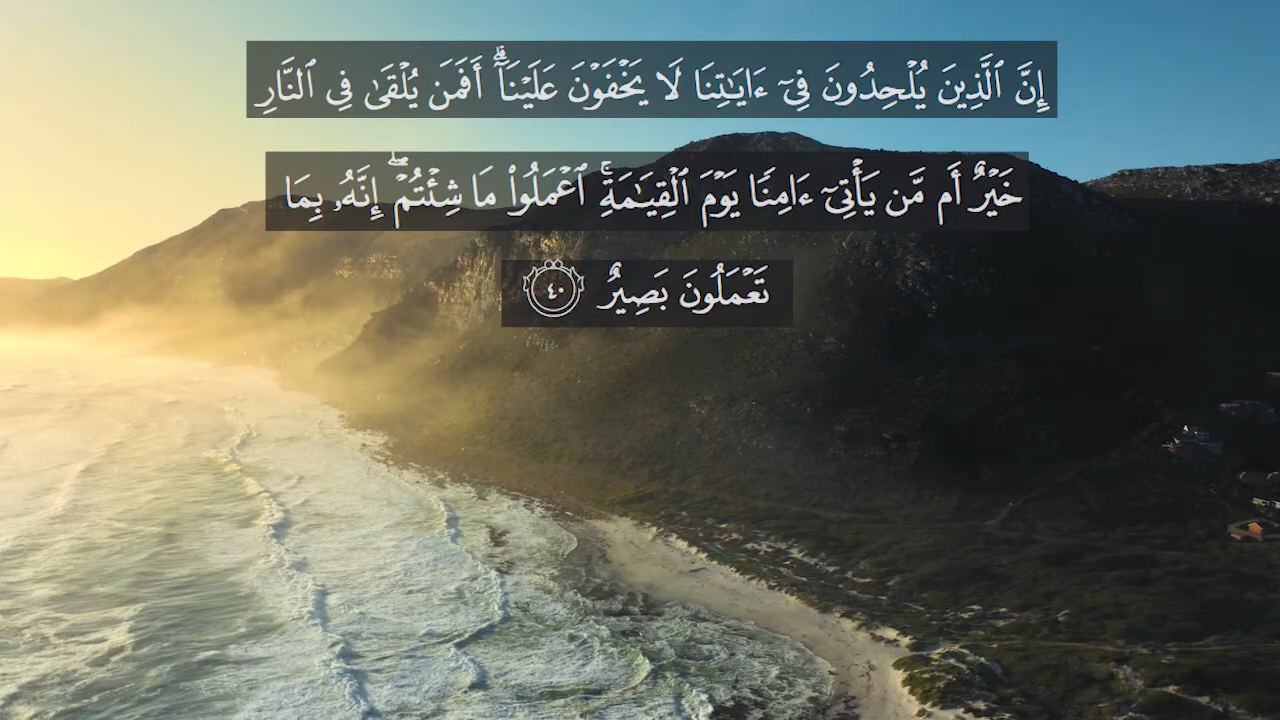 إِنَّ ٱلَّذِينَ يُلْحِدُونَ فِىٓ ءَايَـٰتِنَا لَا يَخْفَوْنَ عَلَيْنَآ ۗ أَفَمَن يُلْقَىٰ فِى ٱلنَّارِ
خَيْرٌ أَم مَّن يَأْتِىٓ ءَامِنًا يَوْمَ ٱلْقِيَـٰمَةِ ۚ ٱعْمَلُوا۟ مَا شِئْتُمْ ۖ إِنَّهُۥ بِمَا
تَعْمَلُونَ بَصِيرٌ ٤٠